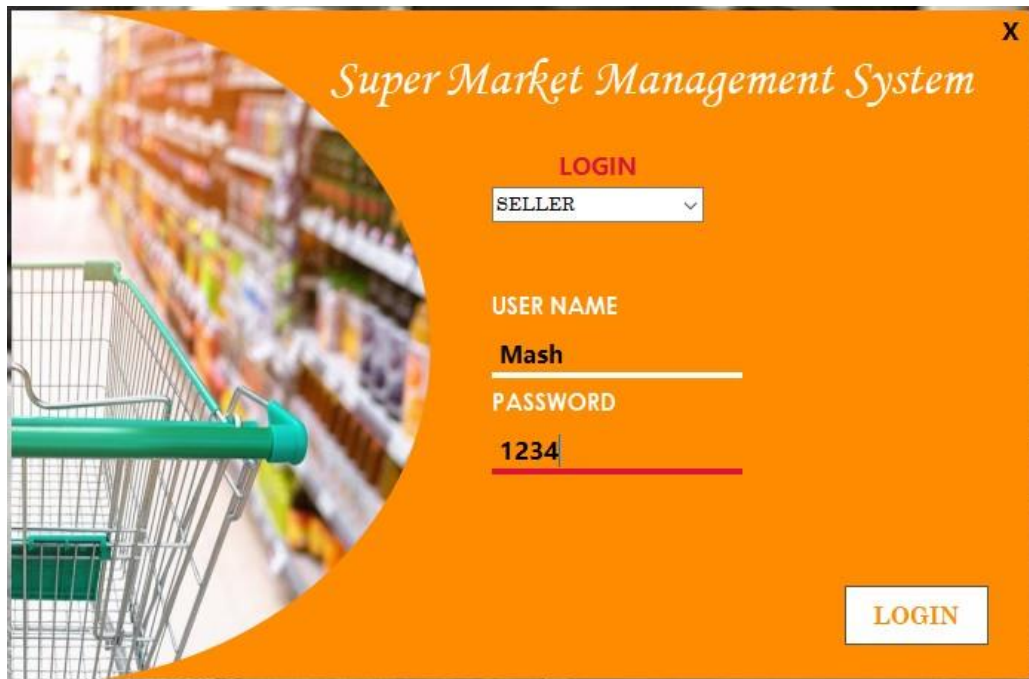 X
Super Market Management System
LOGIN
SELLER
USER NAME
Mash
PASSWORD
1234
LOGIN